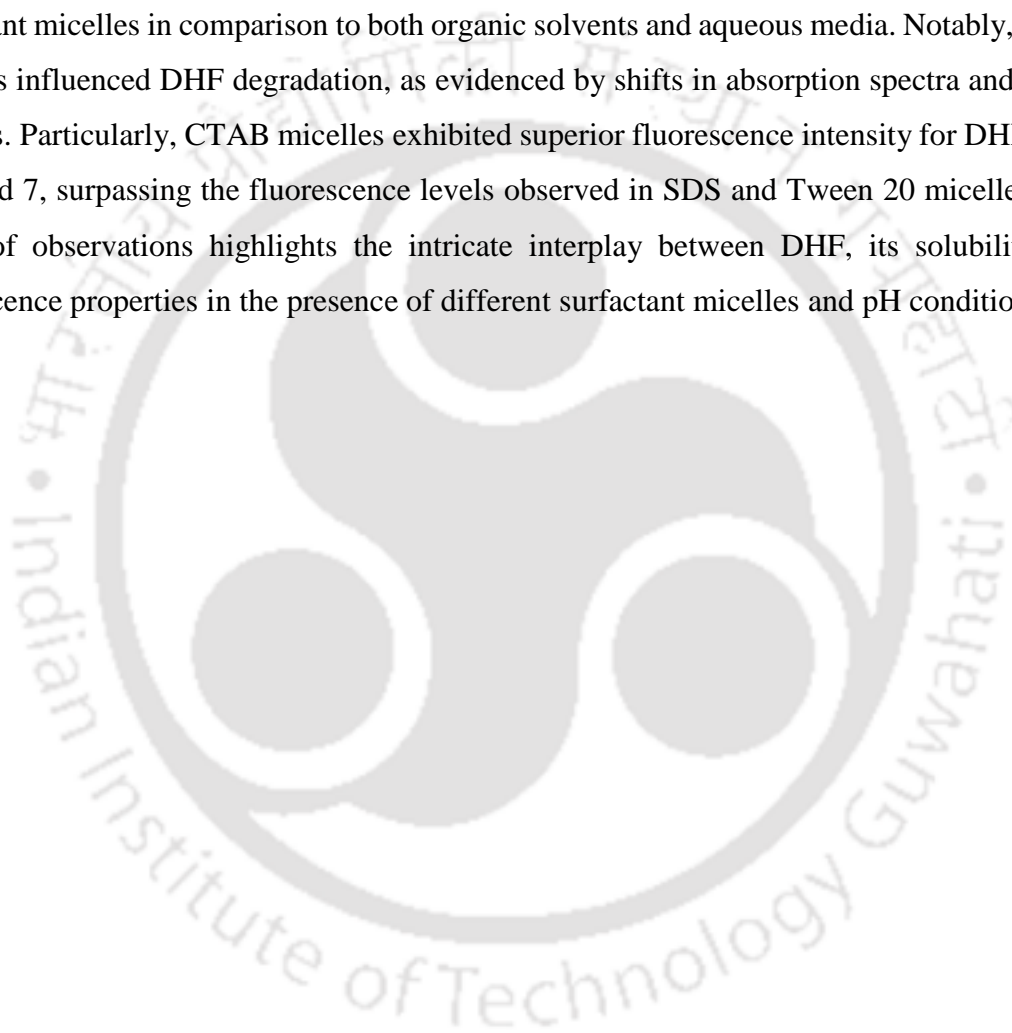 ant micelles in comparison to both organic solvents and aqueous media. Notably,
s influenced DHF degradation, as evidenced by shifts in absorption spectra and
s. Particularly, CTAB micelles exhibited superior fluorescence intensity for DH
d 7, surpassing the fluorescence levels observed in SDS and Tween 20 micelle
of observations highlights the intricate interplay between DHF, its solubilit
cence properties in the presence of different surfactant micelles and pH conditio
Indian Institute of Technology Guwahati